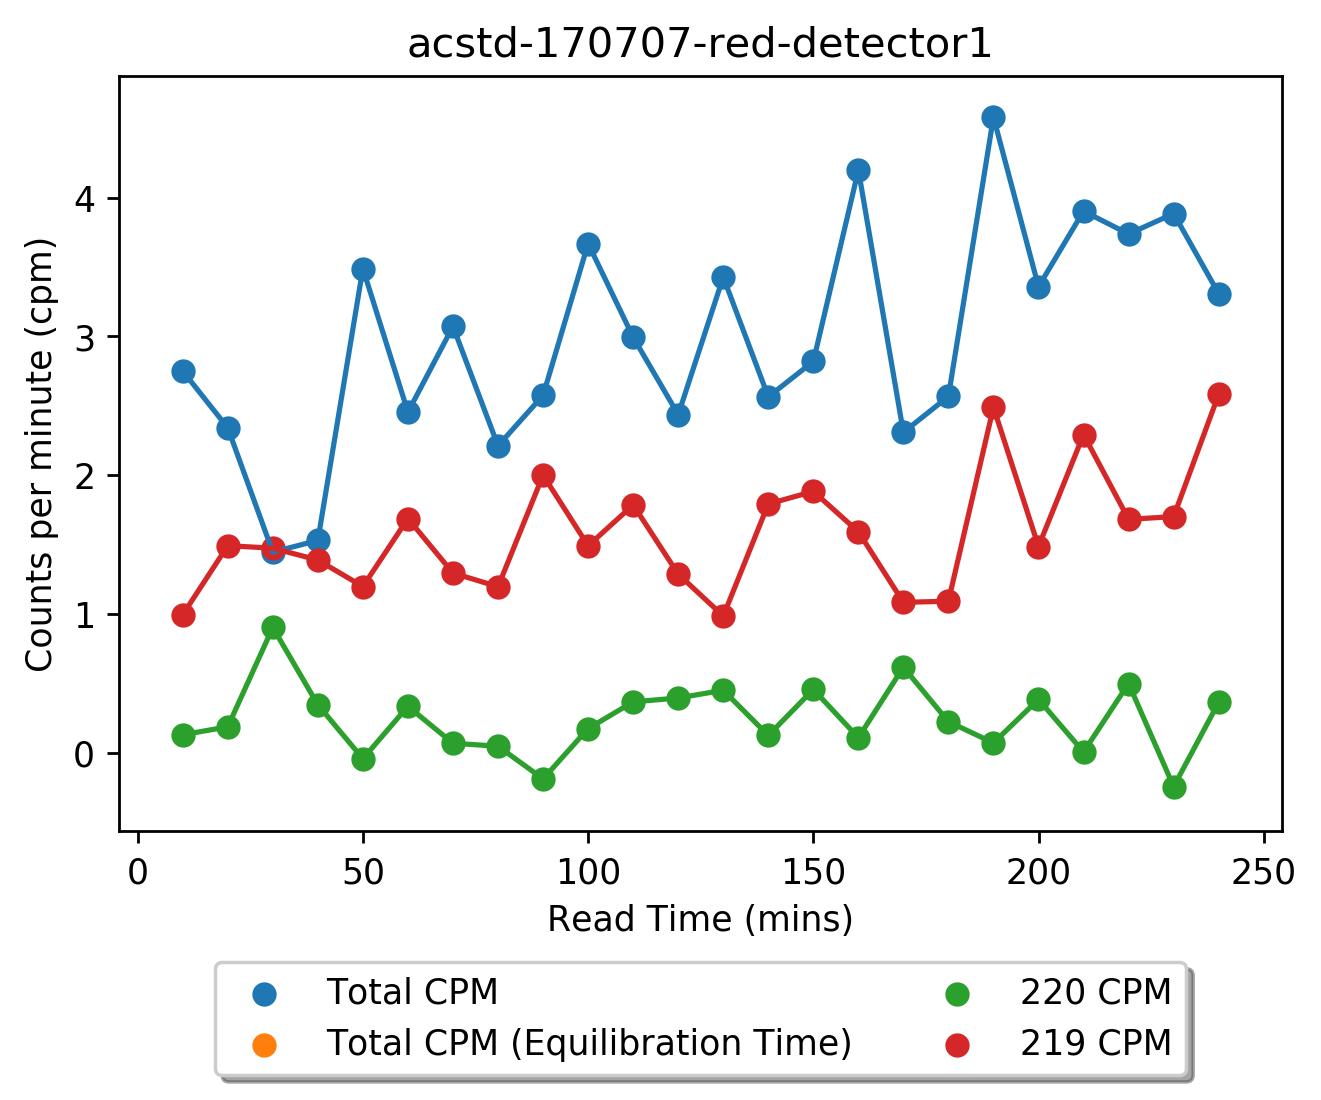 acstd-170707-red-detector1
Counts per minute (cpm)
4
3
2
1
0
0 50 100 150 200 250
Read Time (mins)
Total CPM 220 CPM
Total CPM (Equilibration Time) 219 CPM